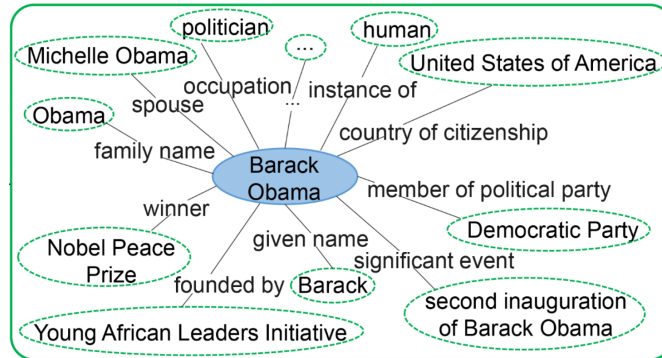 politician
...
human
Michelle Obama
United States of America
occupation
...
instance of
spouse
Obama
country of citizenship
family name
Barack
Obama
member of political party
winner
Democratic Party
given name
Nobel Peace
Prize
significant event
founded by
Barack
second inauguration
of Barack Obama
Young African Leaders Initiative